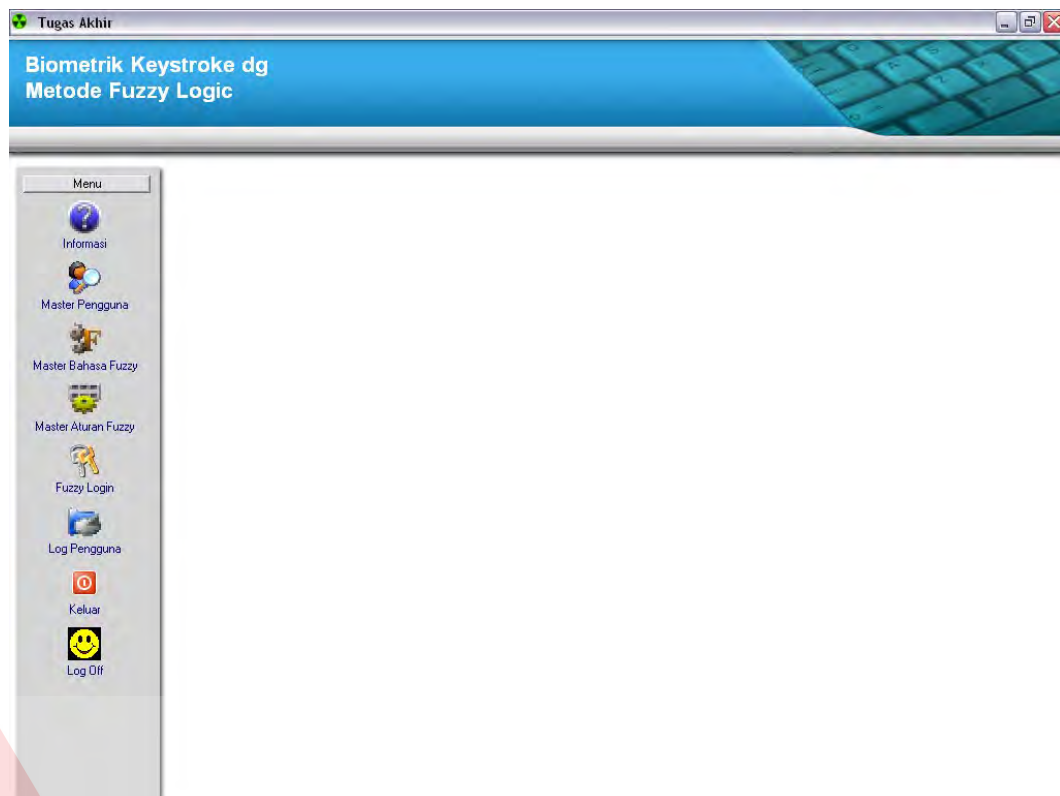 Tugas Akhir
Biometrik Keystroke dg
Metode Fuzzy Logic
Menu
Informasi
Master Pengguna
Master Bahasa Fuzzy
Master Aturan Fuzzy
Fuzzy Login
Log Pengguna
Keluar
Log Off